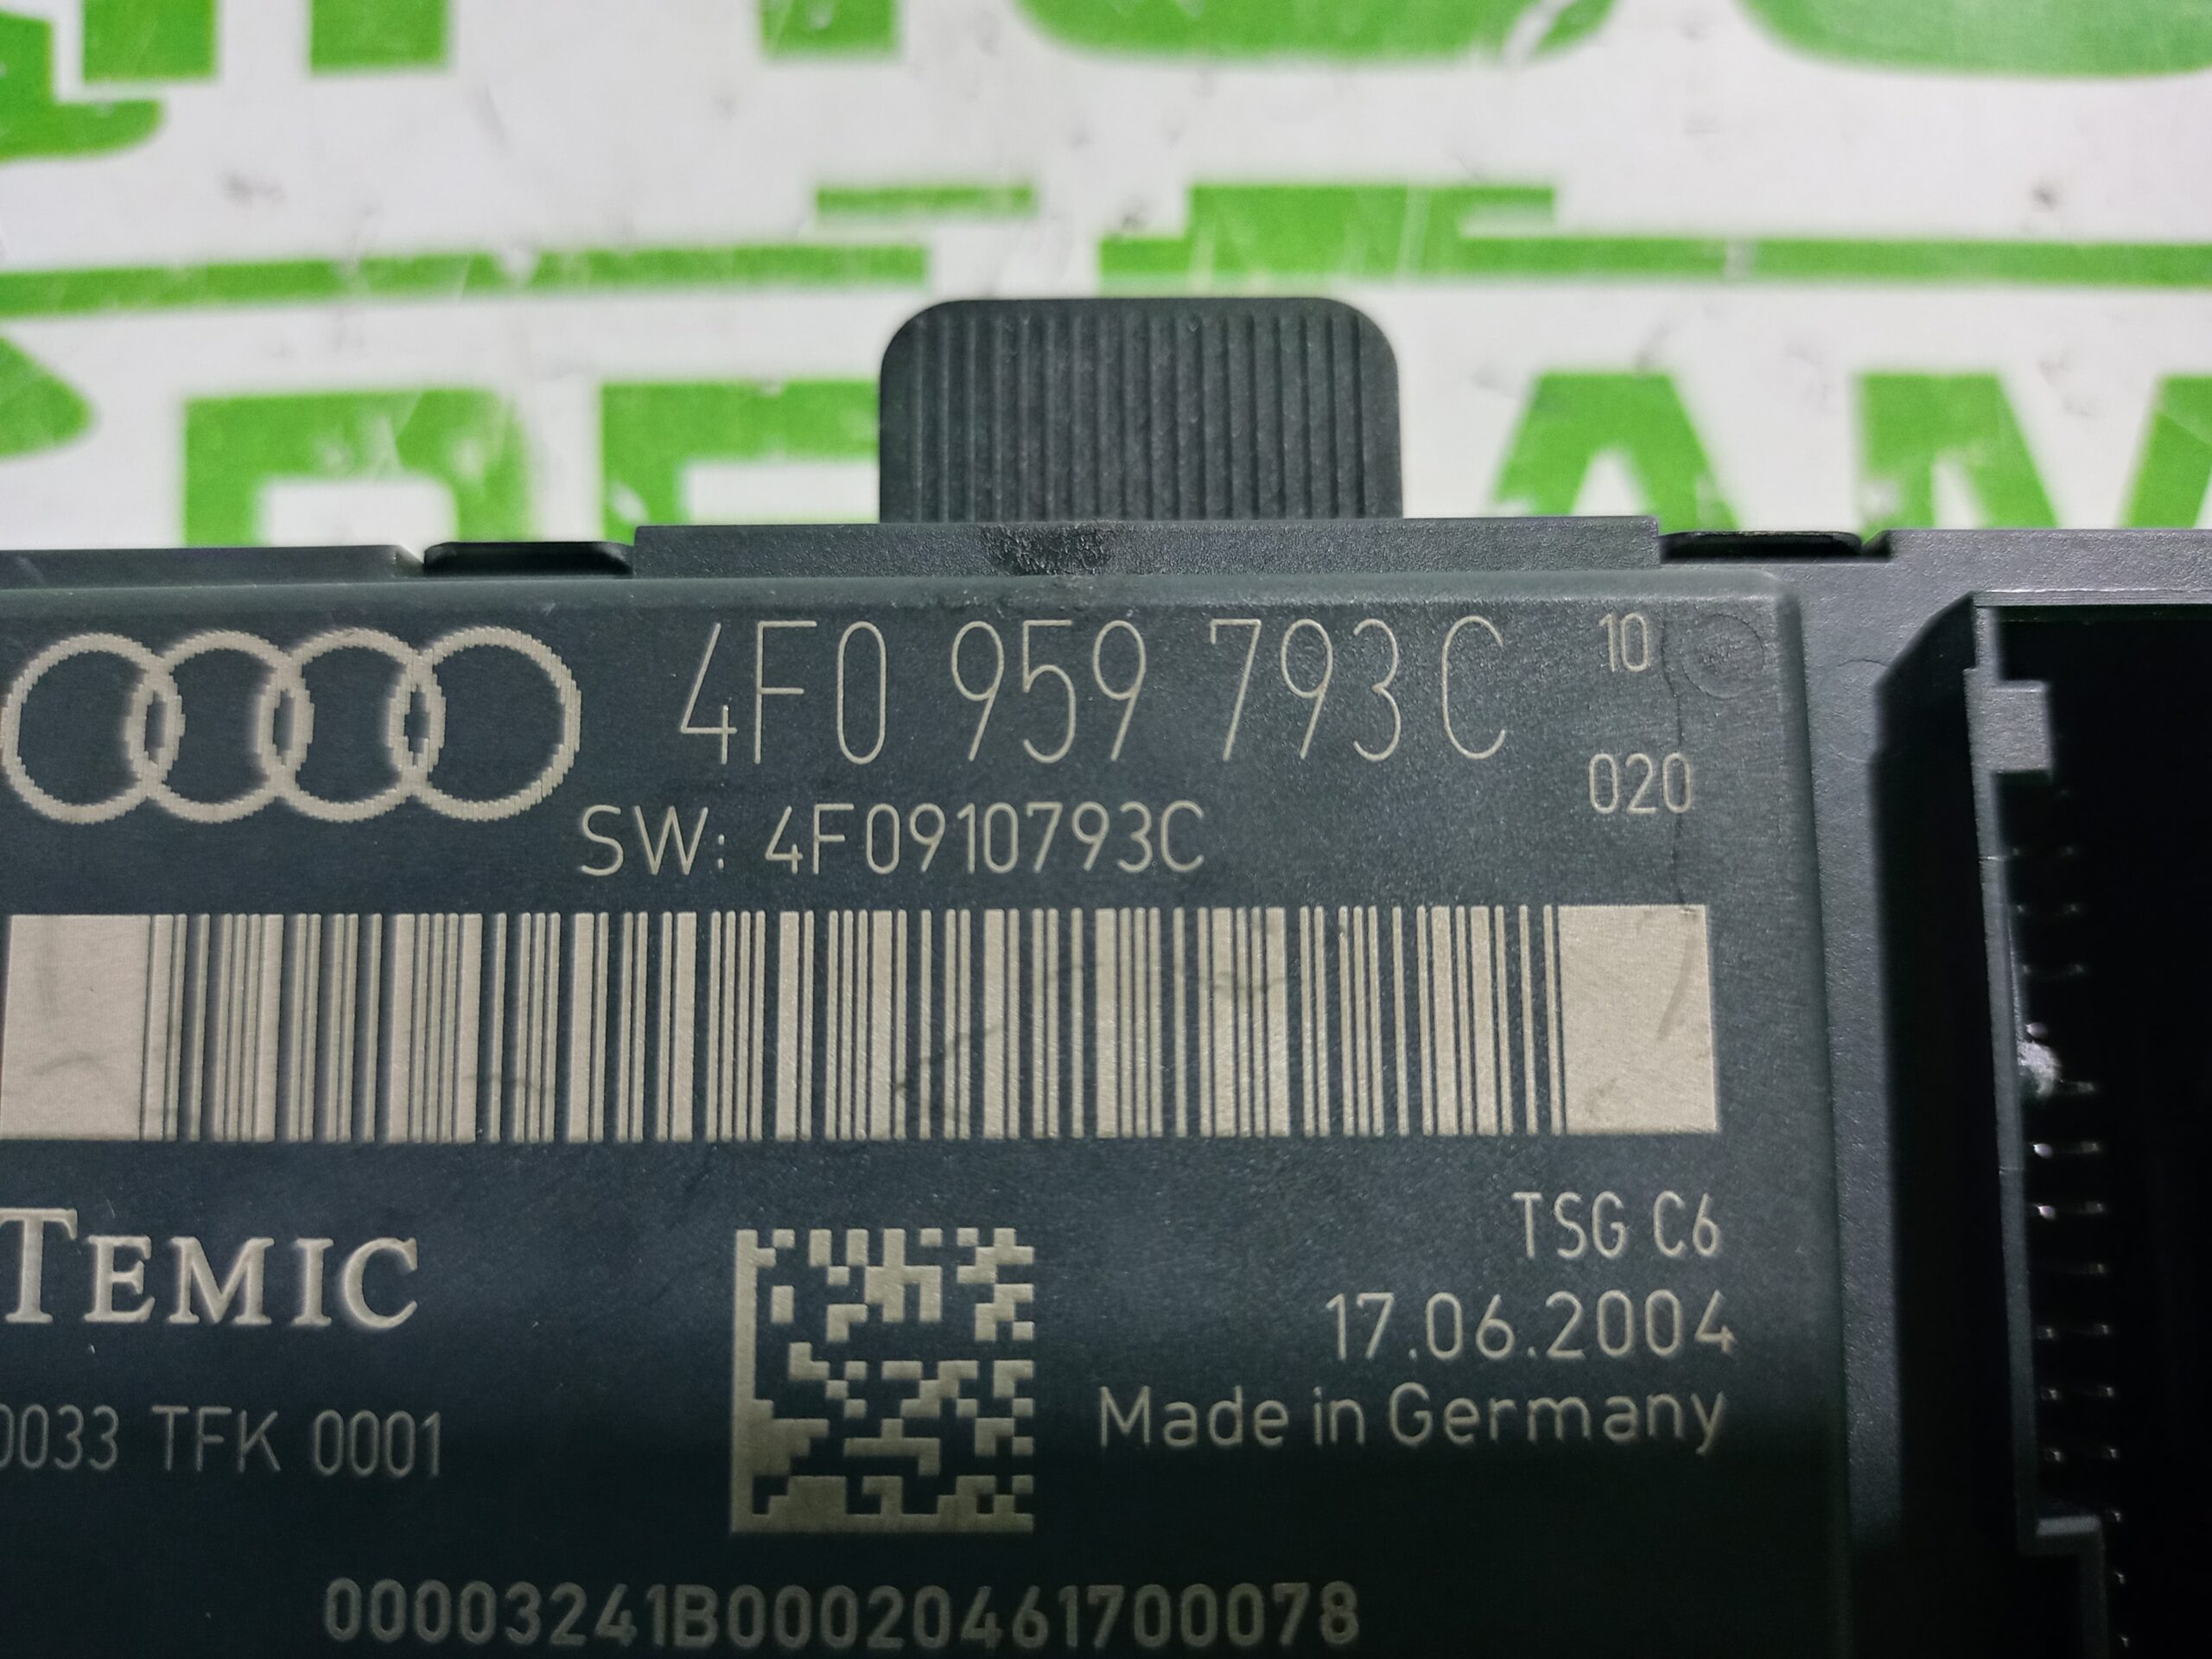 4F0 959 793 C
10
020
SW: 4F0910793C
TEMIC
TSG C6
17.06.2004
Made in Germany
0033 TFK 0001
00003241B00020461700078